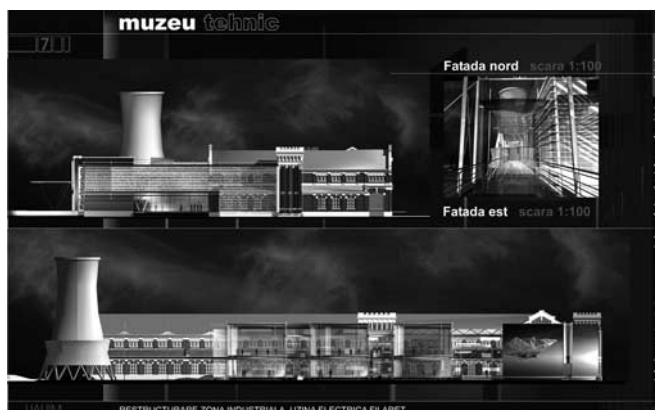 muzeu tehnic
|7|
Fatada nord scara 1:100
Fatada est scara 1:100
RESTRUCTURARE ZONA INDUSTRIALA UZINA ELECTRICA FILARET